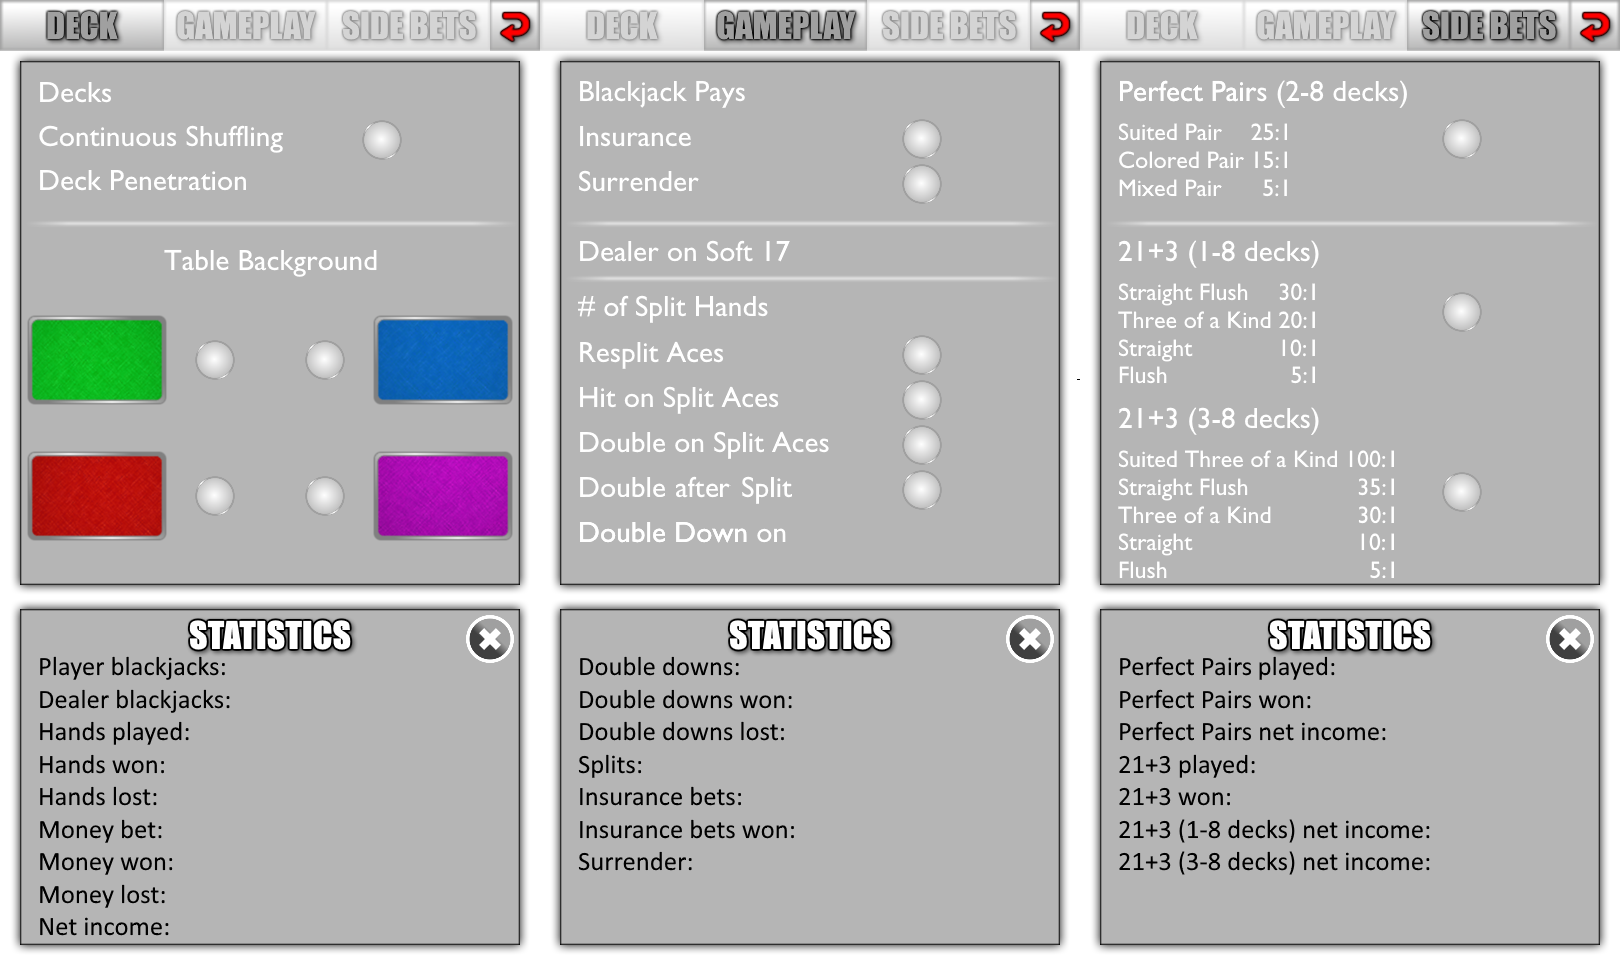 DECK GAMEPLAY SIDE BETS
Decks
Continuous Shuffling
Deck Penetration
Table Background
DECK GAMEPLAY SIDE BETS
Blackjack Pays
Insurance
Surrender
Dealer on Soft 17
# of Split Hands
Resplit Aces
Hit on Split Aces
Double on Split Aces
Double after Split
Double Down on
DECK GAMEPLAY SIDE BETS
Perfect Pairs (2-8 decks)
Suited Pair 25:1
Colored Pair 15:1
Mixed Pair 5:1
21+3 (1-8 decks)
Straight Flush 30:1
Three of a Kind 20:1
Straight 10:1
Flush 5:1
21+3 (3-8 decks)
Suited Three of a Kind 100:1
Straight Flush 35:1
Three of a Kind 30:1
Straight 10:1
Flush 5:1
STATISTICS
Player blackjacks:
Dealer blackjacks:
Hands played:
Hands won:
Hands lost:
Money bet:
Money won:
Money lost:
Net income:
STATISTICS
Double downs:
Double downs won:
Double downs lost:
Splits:
Insurance bets:
Insurance bets won:
Surrender:
STATISTICS
Perfect Pairs played:
Perfect Pairs won:
Perfect Pairs net income:
21+3 played:
21+3 won:
21+3 (1-8 decks) net income:
21+3 (3-8 decks) net income: